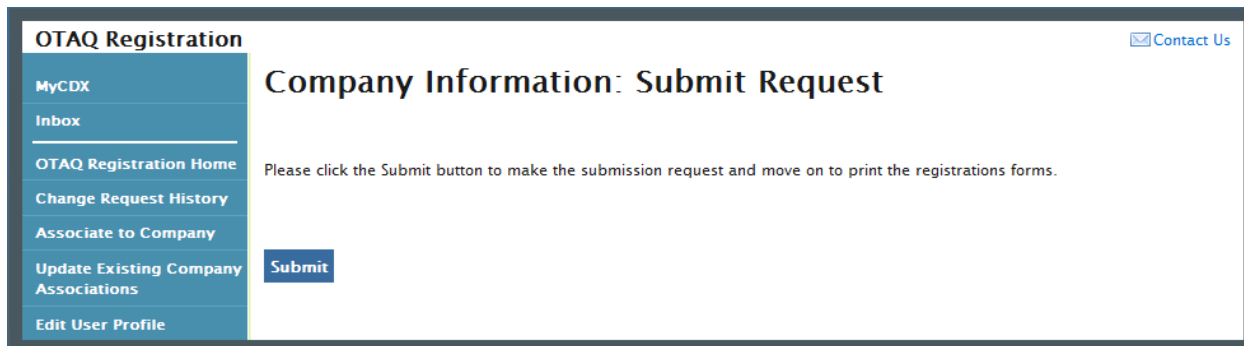 OTAQ Registration
Contact Us
MyCDX
Inbox
OTAQ Registration Home
Change Request History
Associate to Company
Update Existing Company
Associations
Edit User Profile
Company Information: Submit Request
Please click the Submit button to make the submission request and move on to print the registrations forms.
Submit